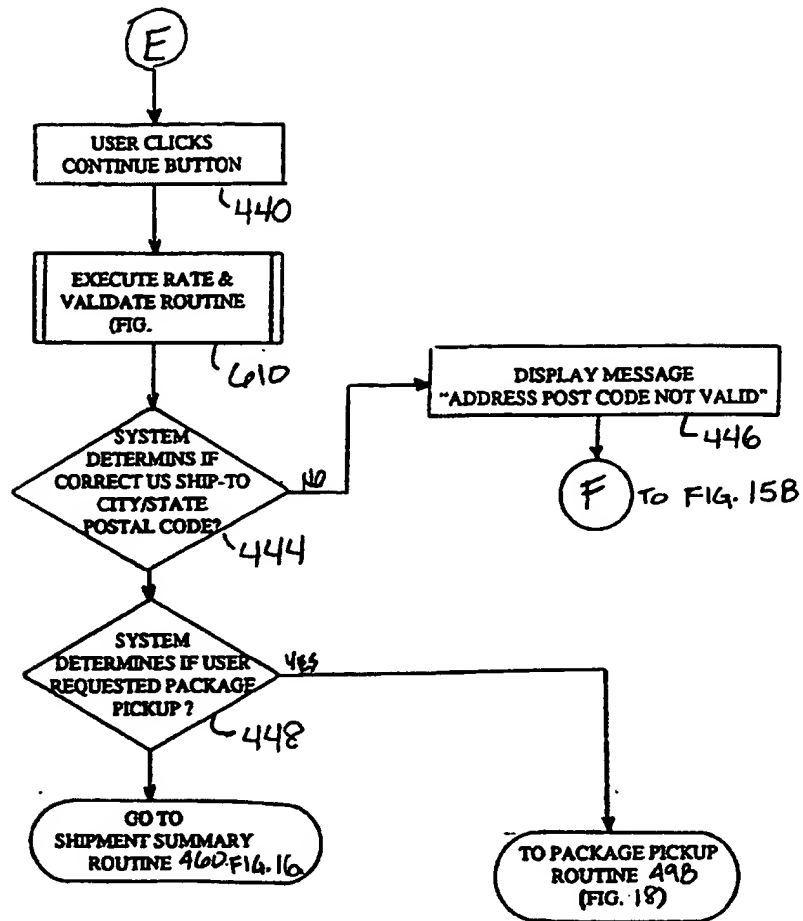 E
USER CLICKS
CONTINUE BUTTON
440
EXECUTE RATE &
VALIDATE ROUTINE
(FIG.
610
SYSTEM
DETERMINS IF
CORRECT US SHIP-TO
CITY/STATE
POSTAL CODE?
NO
444
DISPLAY MESSAGE
"ADDRESS POST CODE NOT VALID"
446
F TO FIG. 15B
SYSTEM
DETERMINES IF USER
REQUESTED PACKAGE
PICKUP ?
YES
448
GO TO
SHIPMENT SUMMARY
ROUTINE 460 FIG. 16
TO PACKAGE PICKUP
ROUTINE 498
(FIG. 18)